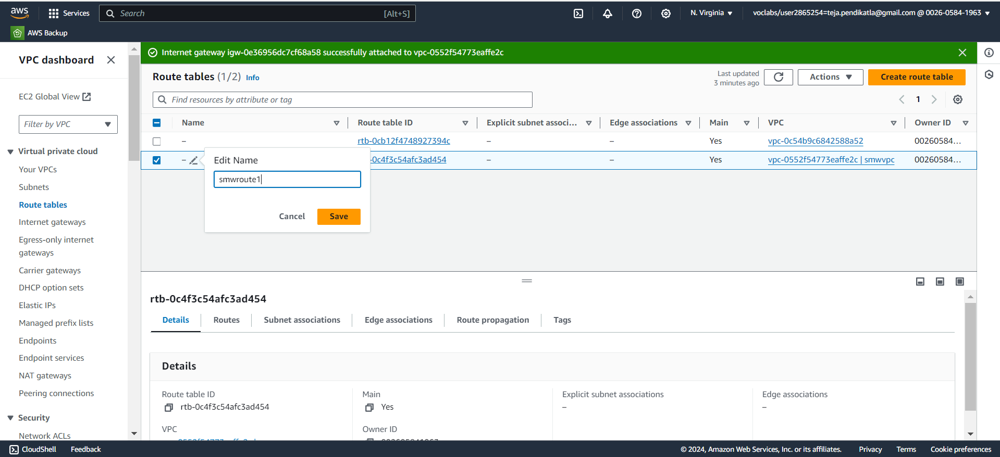 aws Services Search [Alt+S] N. Virginia voclabs/user2865254=teja.pendikatla@gmail.com @ 0026-0584-1963
AWS Backup
VPC dashboard
EC2 Global View
Filter by VPC
Virtual private cloud
Your VPCs
Subnets
Route tables
Internet gateways
Egress-only internet
gateways
Carrier gateways
DHCP option sets
Elastic IPs
Managed prefix lists
Endpoints
Endpoint services
NAT gateways
Peering connections
Security
Network ACLs
Internet gateway igw-0e36956dc7cf68a58 successfully attached to vpc-0552f54773eaffe2c
Route tables (1/2) Info
Last updated
3 minutes ago
Actions
Create route table
Find resources by attribute or tag
1
Name Route table ID Explicit subnet associ... Edge associations Main VPC Owner ID
– rtb-0cb12f4748927394c – – Yes vpc-0c54b9c6842588a52 00260584...
– -0c4f3c54afc3ad454 – – Yes vpc-0552f54773eaffe2c | smwvpc 00260584...
Edit Name
smwroute1
Cancel Save
rtb-0c4f3c54afc3ad454
Details Routes Subnet associations Edge associations Route propagation Tags
Details
Route table ID
rtb-0c4f3c54afc3ad454
Main
Yes
Explicit subnet associations
–
Edge associations
–
VPC
Owner ID
CloudShell Feedback © 2024, Amazon Web Services, Inc. or its affiliates. Privacy Terms Cookie preferences